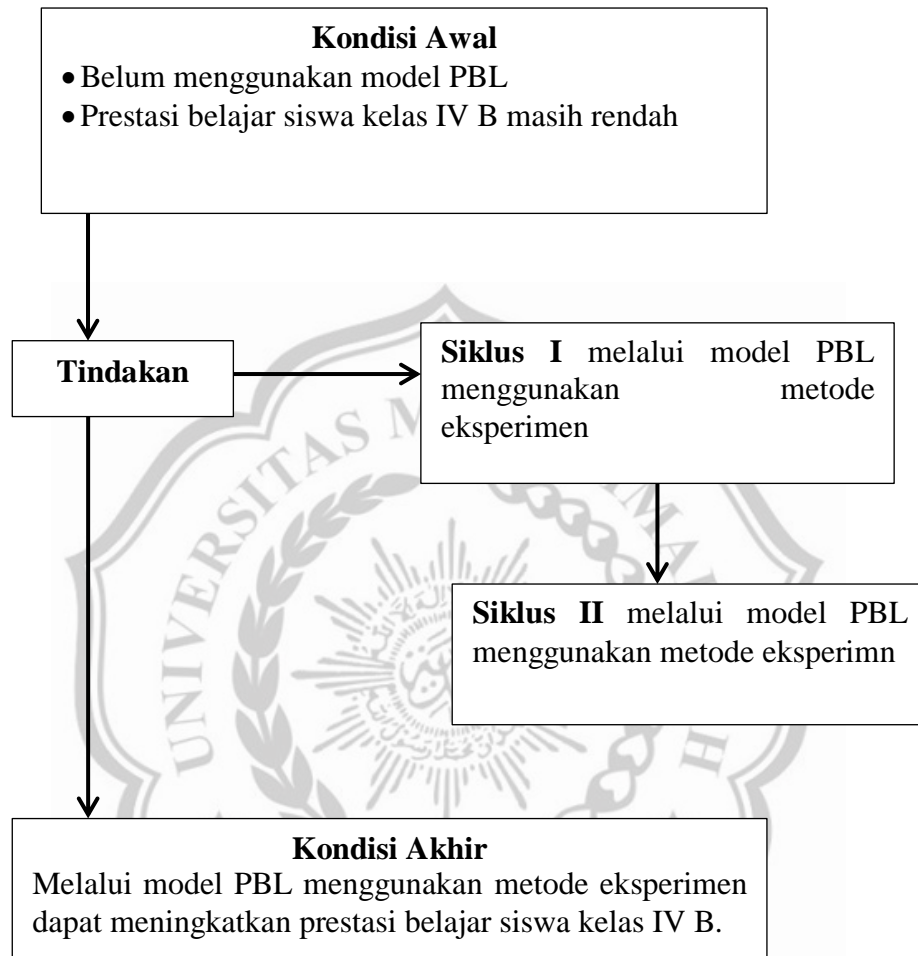 Kondisi Awal
• Belum menggunakan model PBL
• Prestasi belajar siswa kelas IV B masih rendah
Tindakan
Siklus I melalui model PBL
menggunakan metode
eksperimen
Siklus II melalui model PBL
menggunakan metode eksperimn
Kondisi Akhir
Melalui model PBL menggunakan metode eksperimen
dapat meningkatkan prestasi belajar siswa kelas IV B.